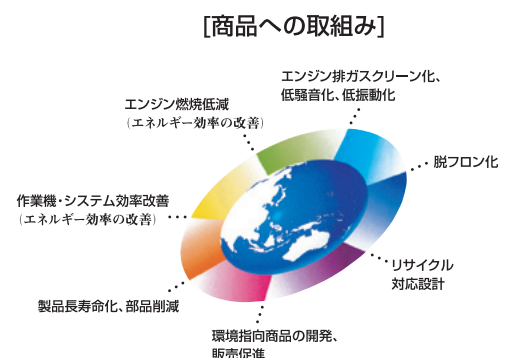 [商品への取組み]
エンジン排ガスクリーン化、
低騒音化、低振動化
エンジン燃焼低減
(エネルギー効率の改善)
脱フロン化
作業機・システム効率改善
(エネルギー効率の改善)
リサイクル
対応設計
製品長寿命化、部品削減
環境指向商品の開発、
販売促進